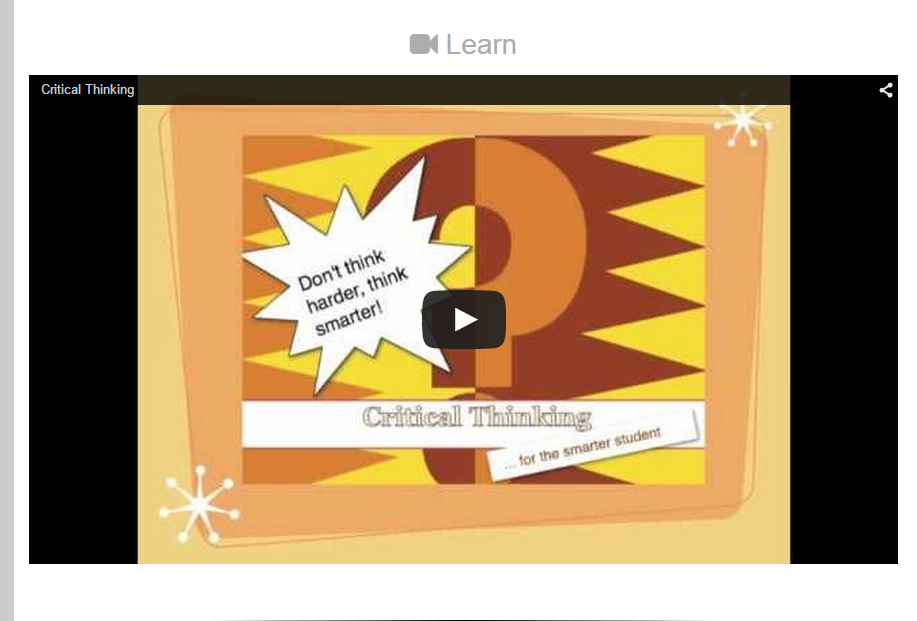 Learn
Critical Thinking
Don't think
harder, think
smarter!
Critical Thinking
... for the smarter student